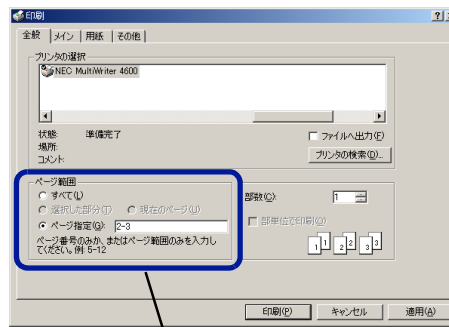 印刷
全般 メイン 用紙 その他
プリンタの選択
NEC MultiWriter 4600
状態: 準備完了
場所:
コメント:
ファイルへ出力(F)
プリンタの検索(D)...
ページ範囲
すべて(L)
選択した部分(T) 現在のページ(U)
ページ指定(G): 2-3
ページ番号のみか、またはページ範囲のみを入力し
てください。例: 5-12
部数(C): 1
部単位で印刷(O)
1 1 2 2 3 3
印刷(P) キャンセル 適用(A)